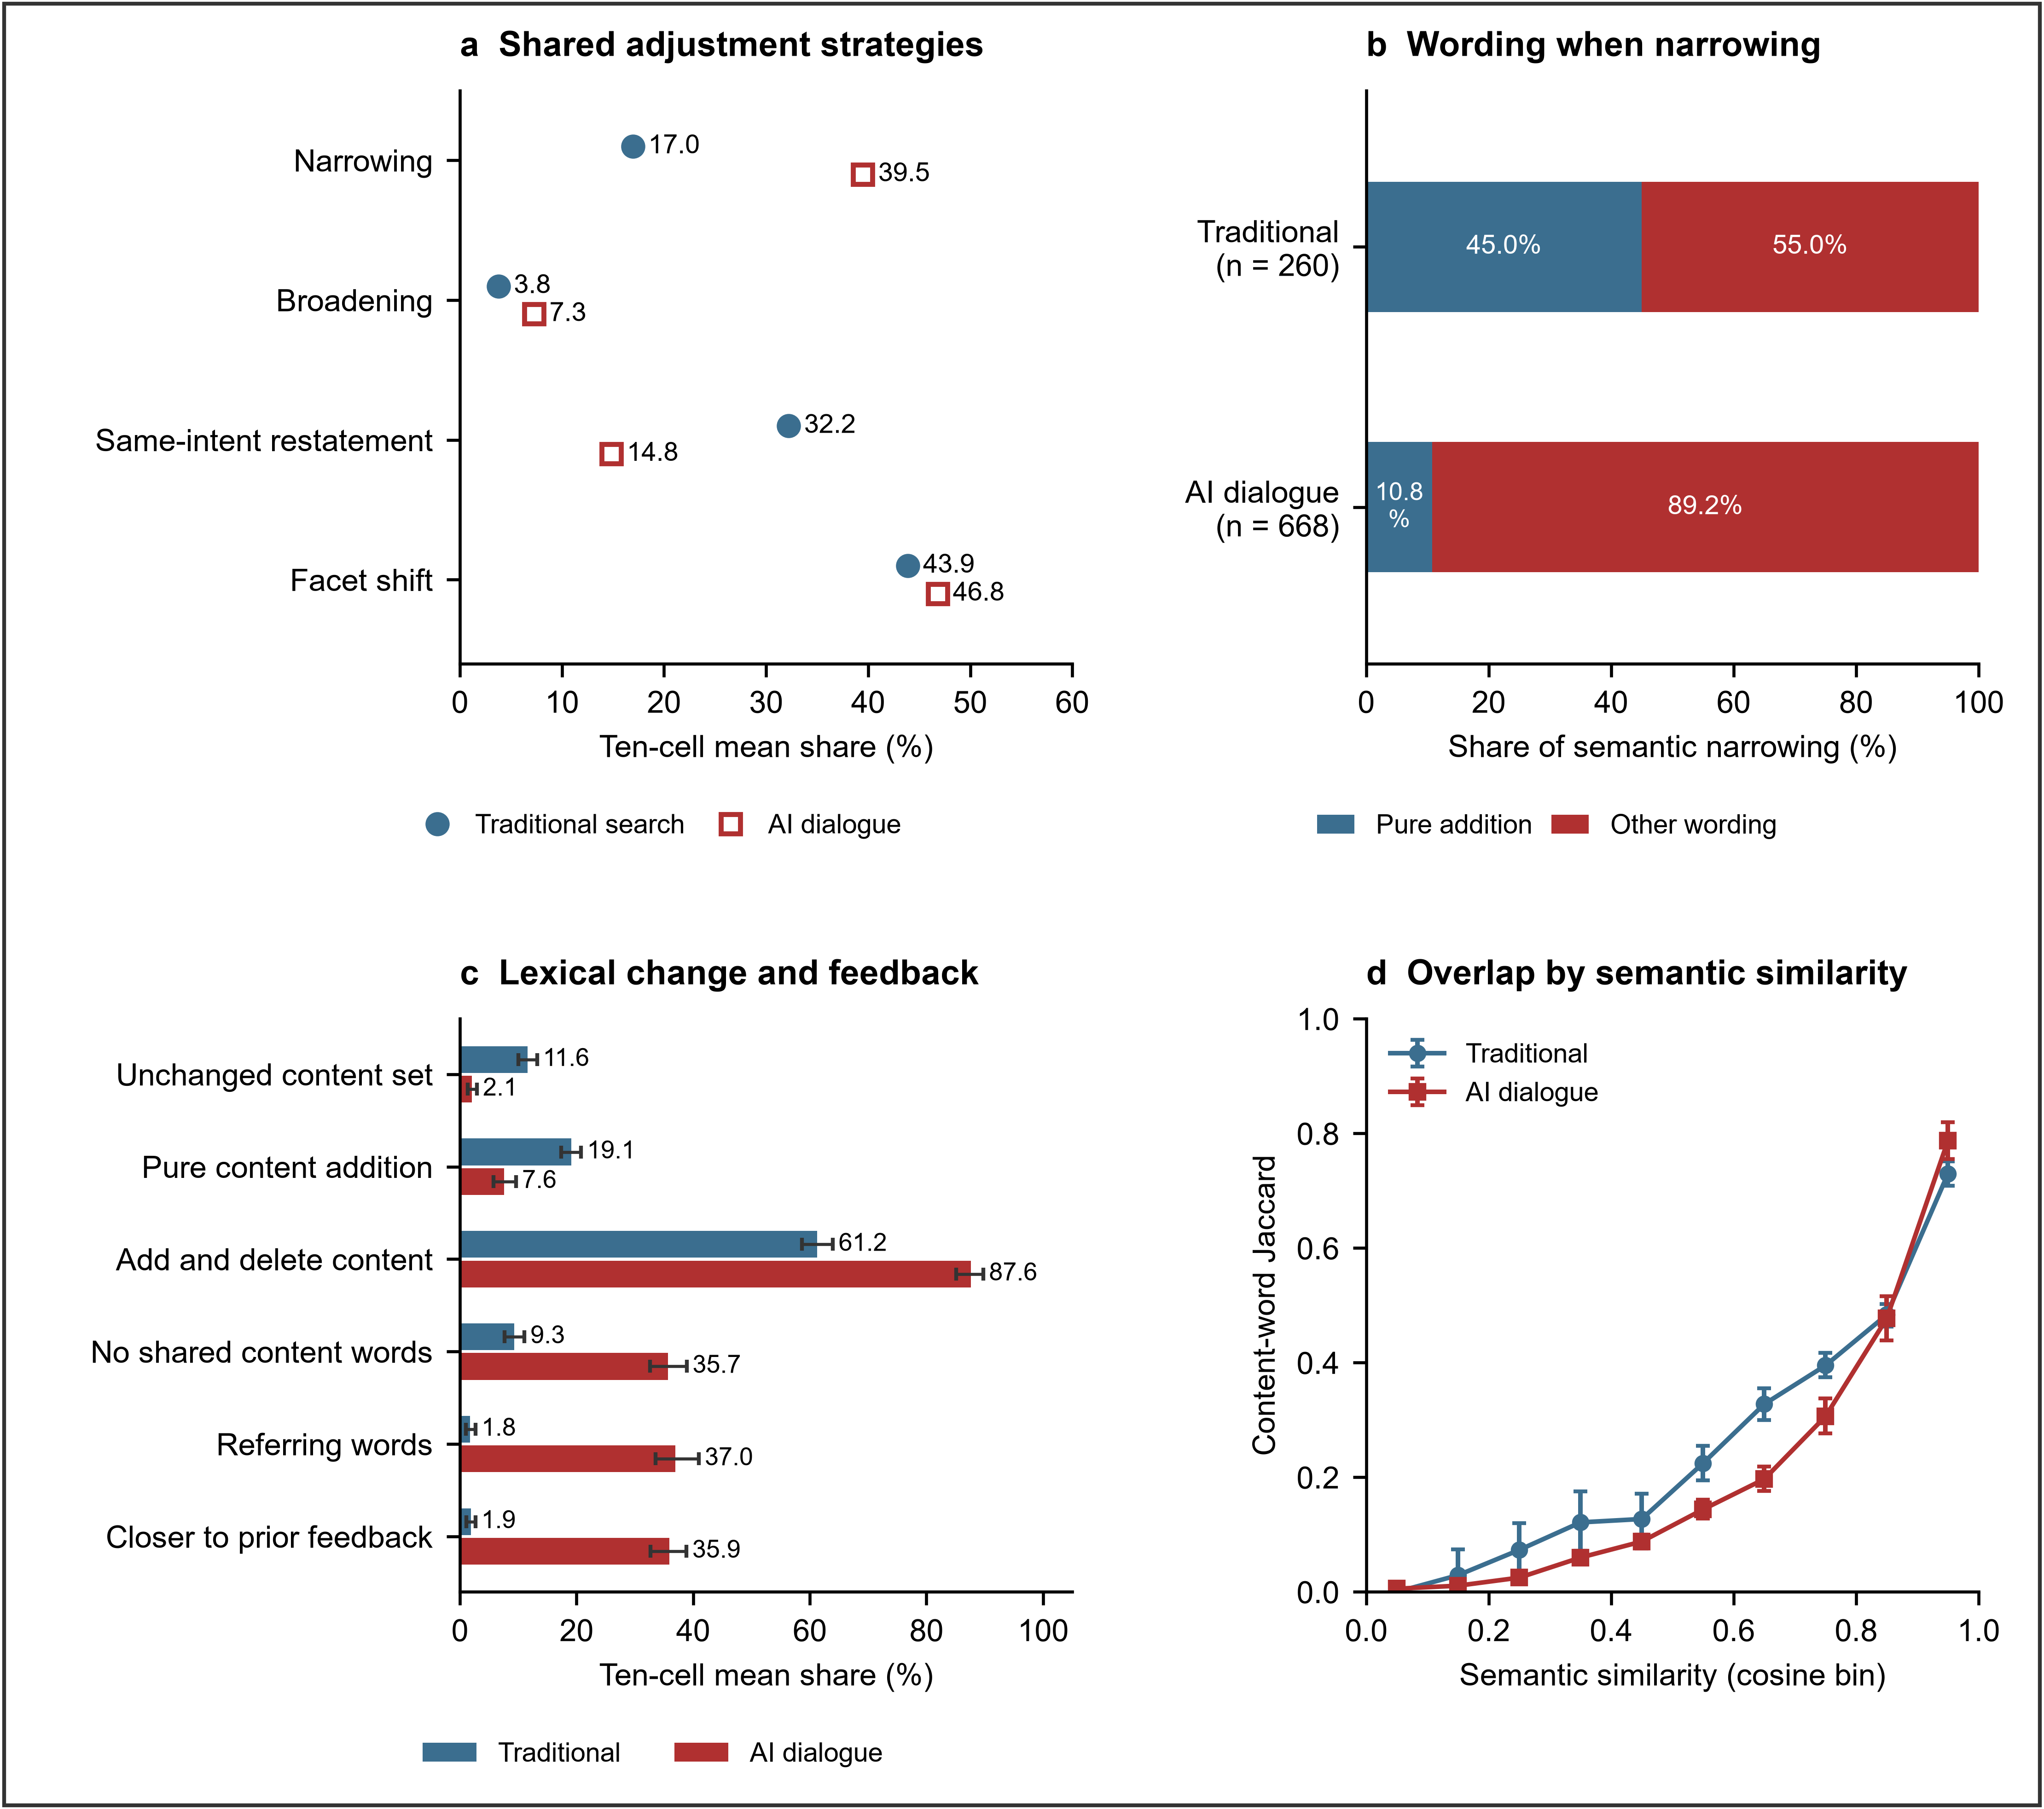 a Shared adjustment strategies
Narrowing
17.0
39.5
Broadening
3.8
7.3
Same-intent restatement
32.2
14.8
Facet shift
43.9
46.8
0 10 20 30 40 50 60
Ten-cell mean share (%)
Traditional search AI dialogue
b Wording when narrowing
Traditional
(n = 260)
45.0% 55.0%
AI dialogue
(n = 668)
10.8
%
89.2%
0 20 40 60 80 100
Share of semantic narrowing (%)
Pure addition Other wording
c Lexical change and feedback
Unchanged content set
11.6
2.1
Pure content addition
19.1
7.6
Add and delete content
61.2
87.6
No shared content words
9.3
35.7
Referring words
1.8
37.0
Closer to prior feedback
1.9
35.9
0 20 40 60 80 100
Ten-cell mean share (%)
Traditional AI dialogue
d Overlap by semantic similarity
Traditional
AI dialogue
Content-word Jaccard
1.0
0.8
0.6
0.4
0.2
0.0
0.0 0.2 0.4 0.6 0.8 1.0
Semantic similarity (cosine bin)